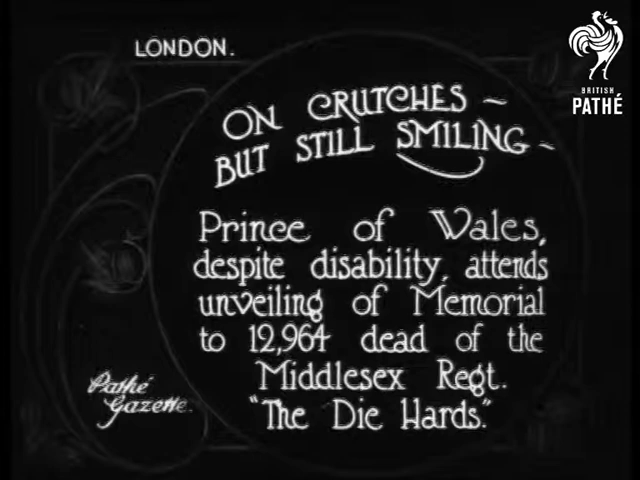 LONDON.
BRITISH
PATHÉ
ON CRUTCHES -
BUT STILL SMILING -
Prince of Wales,
despite disability, attends
unveiling of Memorial
to 12,964 dead of the
Middlesex Regt.
"The Die Hards."
Pathé
Gazette.